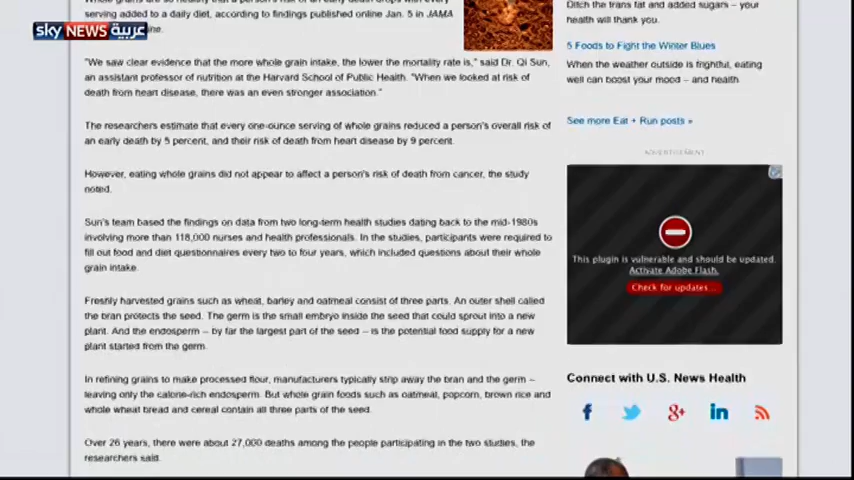 Whole grains are so healthy that a person's risk of an early death drops with every
serving added to a daily diet, according to findings published online Jan. 5 in JAMA
sky NEWS عربية
"We saw clear evidence that the more whole grain intake, the lower the mortality rate is," said Dr. Qi Sun,
an assistant professor of nutrition at the Harvard School of Public Health. "When we looked at risk of
death from heart disease, there was an even stronger association."
The researchers estimate that every one-ounce serving of whole grains reduced a person's overall risk of
an early death by 5 percent, and their risk of death from heart disease by 9 percent.
However, eating whole grains did not appear to affect a person's risk of death from cancer, the study
noted.
Sun's team based the findings on data from two long-term health studies dating back to the mid-1980s
involving more than 118,000 nurses and health professionals. In the studies, participants were required to
fill out food and diet questionnaires every two to four years, which included questions about their whole
grain intake.
Freshly harvested grains such as wheat, barley and oatmeal consist of three parts. An outer shell called
the bran protects the seed. The germ is the small embryo inside the seed that could sprout into a new
plant. And the endosperm – by far the largest part of the seed – is the potential food supply for a new
plant started from the germ.
In refining grains to make processed flour, manufacturers typically strip away the bran and the germ –
leaving only the calorie-rich endosperm. But whole grain foods such as oatmeal, popcorn, brown rice and
whole wheat bread and cereal contain all three parts of the seed.
Over 26 years, there were about 27,000 deaths among the people participating in the two studies, the
researchers said.
Ditch the trans fat and added sugars – your
health will thank you.
5 Foods to Fight the Winter Blues
When the weather outside is frightful, eating
well can boost your mood – and health.
See more Eat + Run posts »
ADVERTISEMENT
This plugin is vulnerable and should be updated.
Activate Adobe Flash.
Check for updates...
Connect with U.S. News Health